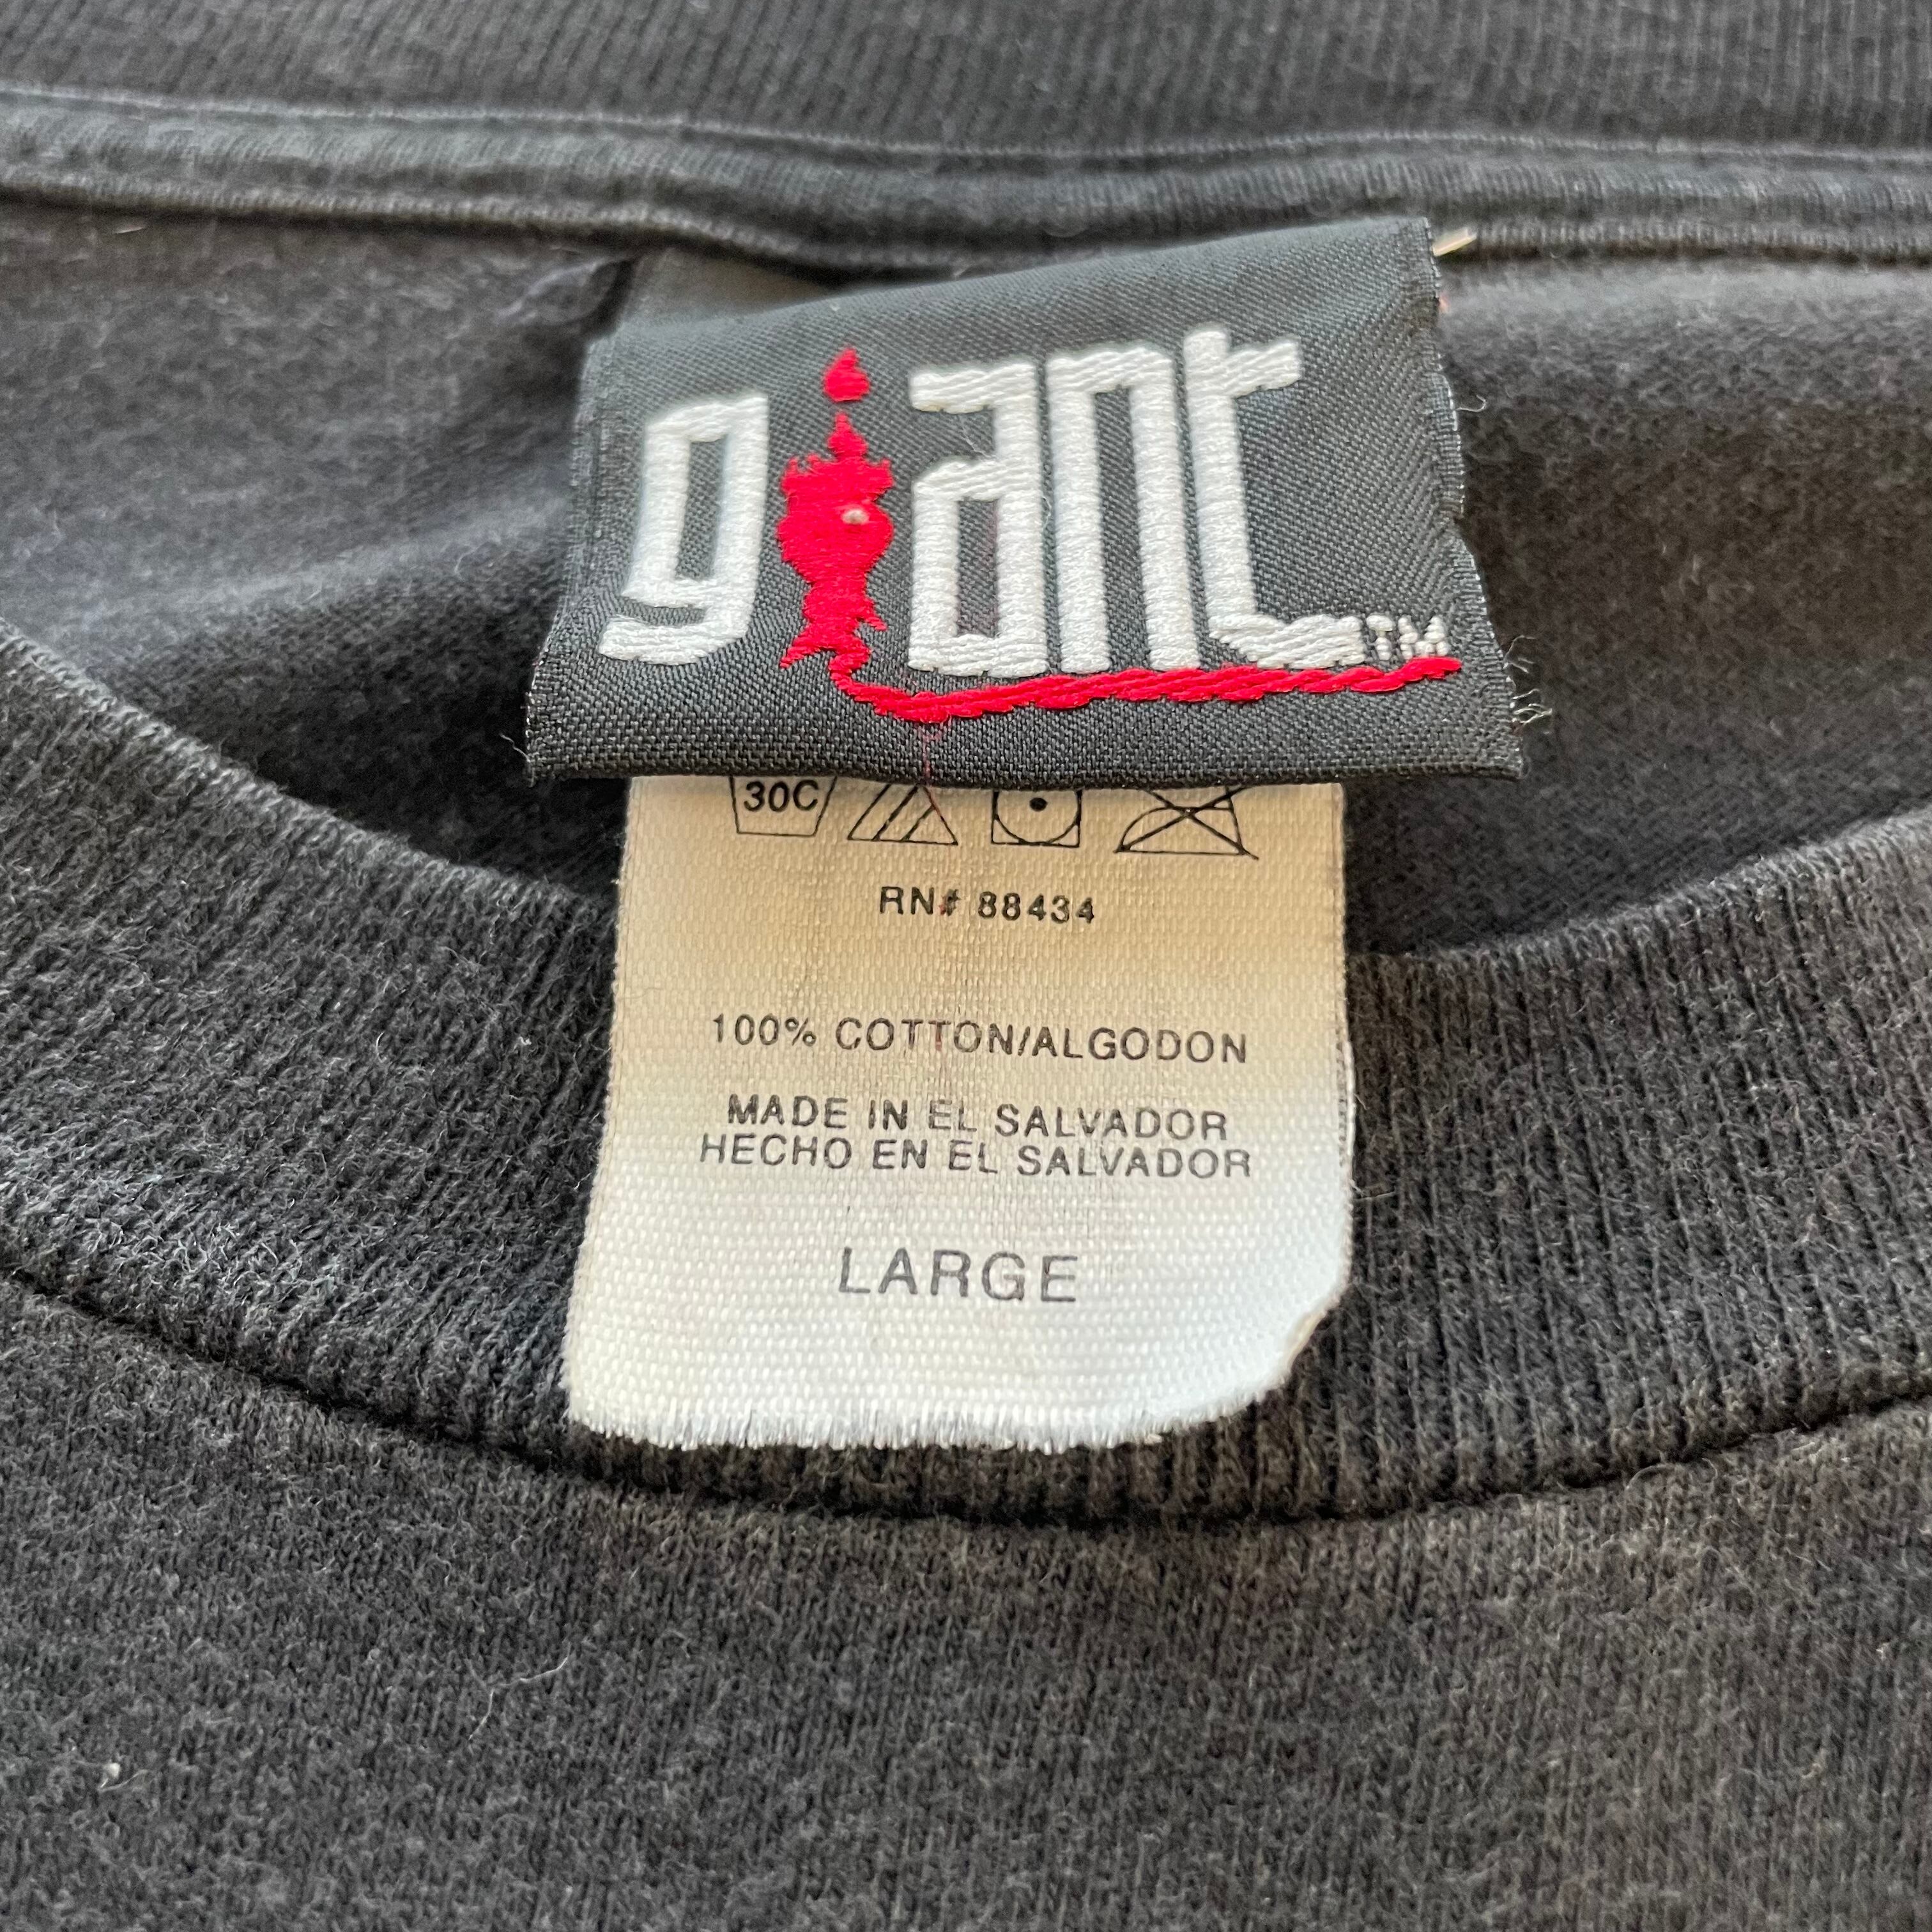 giant TM
30C
RN# 88434
100% COTTON/ALGODON
MADE IN EL SALVADOR
HECHO EN EL SALVADOR
LARGE